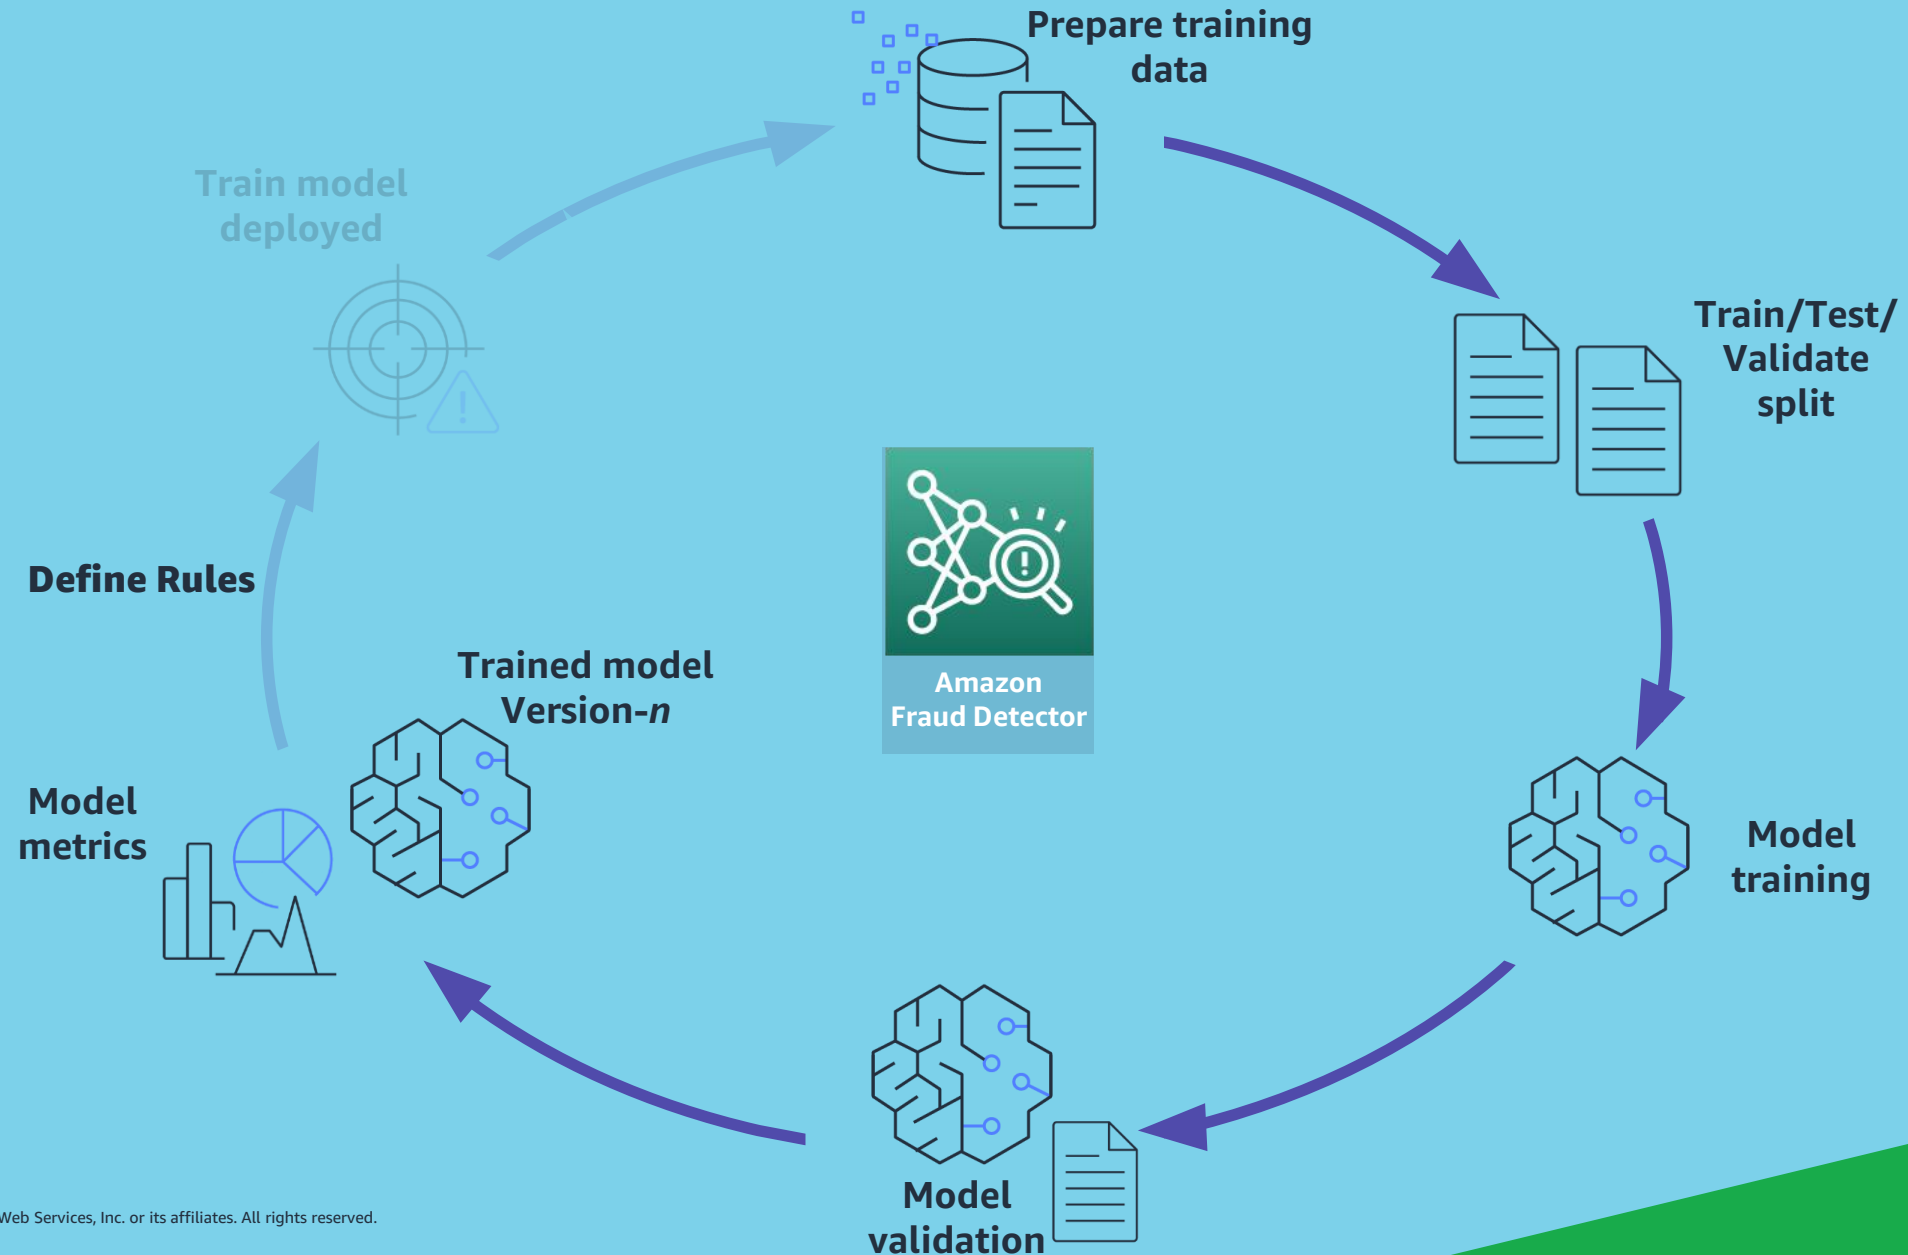 Prepare training
data
Train model
deployed
Train/Test/
Validate
split
Amazon
Fraud Detector
Define Rules
Trained model
Version-n
Model
metrics
Model
training
Model
validation
Web Services, Inc. or its affiliates. All rights reserved.